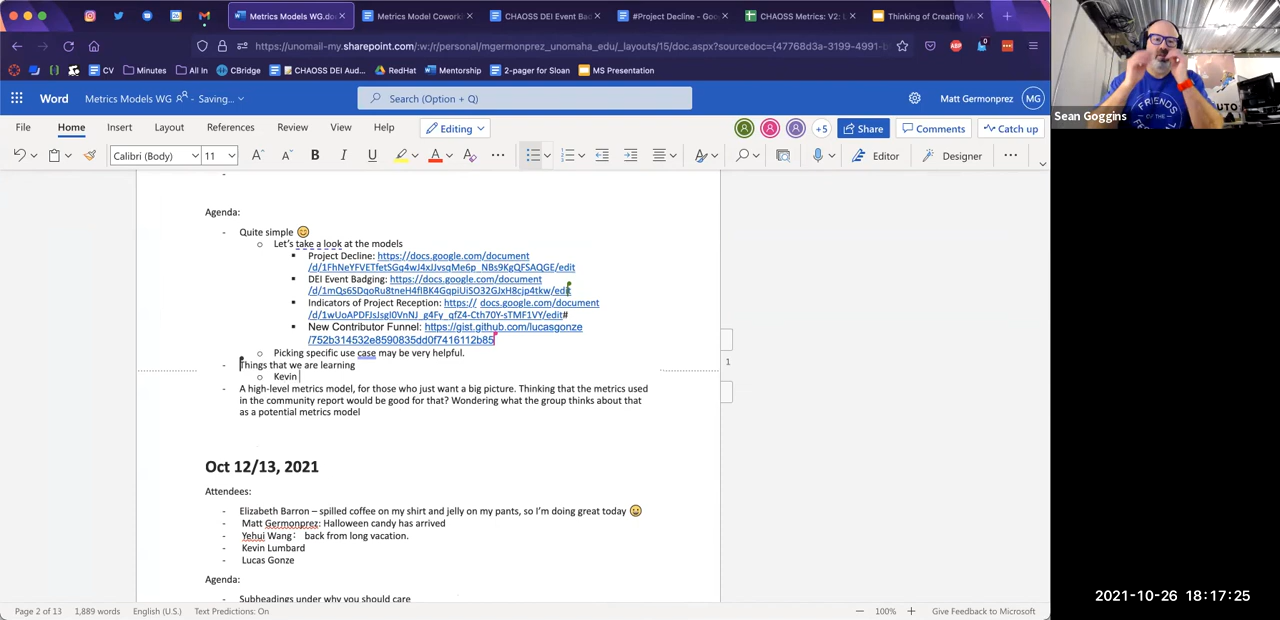 Metrics Models WG.do
Metrics Model Cowork
CHAOSS DEI Event Ba
#Project Decline - Goo
CHAOSS Metrics: V2:
Thinking of Creating M
https://unomail-my.sharepoint.com/:w:/r/personal/mgermonprez_unomaha_edu/_layouts/15/doc.aspx?sourcedoc={47768d3a-3199-4991-b
CV Minutes All In CBridge CHAOSS DEI Aud... RedHat Mentorship 2-pager for Sloan MS Presentation
Word Metrics Models WG - Saving... Search (Option + Q) Matt Germonprez MG
Sean Goggins
File Home Insert Layout References Review View Help Editing +5 Share Comments Catch up
Calibri (Body) 11 B I U A Editor Designer
Agenda:
- Quite simple 😊
o Let's take a look at the models
▪ Project Decline: https://docs.google.com/document
/d/1FhNeYFVETfetSGq4wJ4xJJvsqMe6p_NBs9KgQFSAQGE/edit
▪ DEI Event Badging: https://docs.google.com/document
/d/1mQs6SDqoRu8tneH4fIBK4GqpiUiSO32GJxH8cjp4tkw/edit
▪ Indicators of Project Reception: https:// docs.google.com/document
/d/1wUoAPDFJsJsgI0VnNJ_g4Fy_qfZ4-Cth70Y-sTMF1VY/edit#
▪ New Contributor Funnel: https://gist.github.com/lucasgonze
/752b314532e8590835dd0f7416112b85
o Picking specific use case may be very helpful.
- Things that we are learning
o Kevin
- A high-level metrics model, for those who just want a big picture. Thinking that the metrics used
in the community report would be good for that? Wondering what the group thinks about that
as a potential metrics model
1
Oct 12/13, 2021
Attendees:
- Elizabeth Barron – spilled coffee on my shirt and jelly on my pants, so I'm doing great today 😀
- Matt Germonprez: Halloween candy has arrived
- Yehui Wang： back from long vacation.
- Kevin Lumbard
- Lucas Gonze
Agenda:
- Subheadings under why you should care
Page 2 of 13 1,889 words English (U.S.) Text Predictions: On 100% Give Feedback to Microsoft
2021-10-26 18:17:25